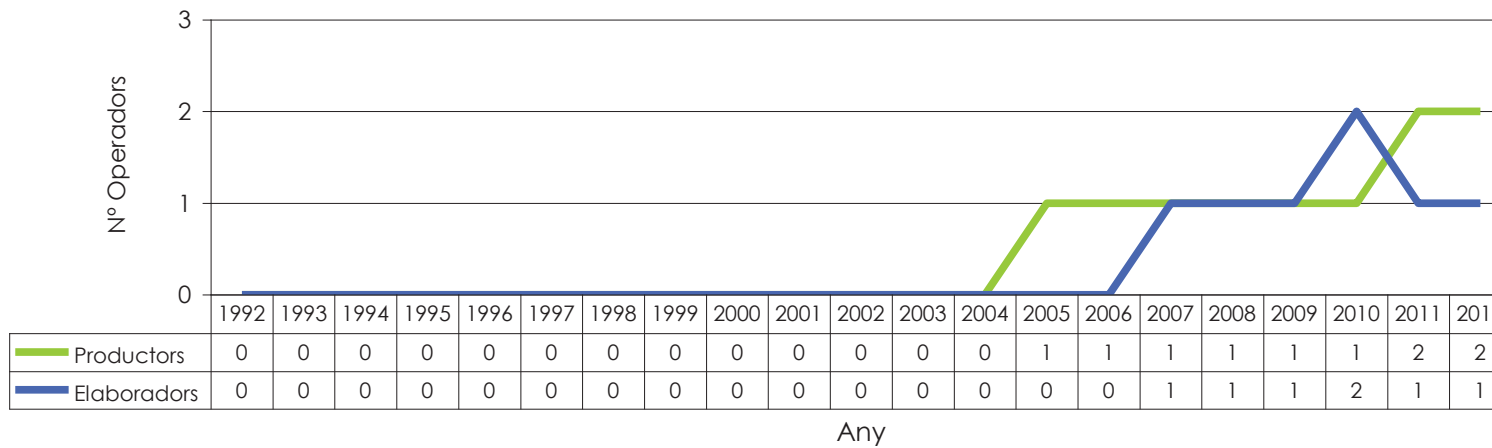 3
2
1
0
Nº Operadors
1992 1993 1994 1995 1996 1997 1998 1999 2000 2001 2002 2003 2004 2005 2006 2007 2008 2009 2010 2011 201
Productors 0 0 0 0 0 0 0 0 0 0 0 0 0 1 1 1 1 1 1 2 2
Elaboradors 0 0 0 0 0 0 0 0 0 0 0 0 0 0 0 1 1 1 2 1 1
Any